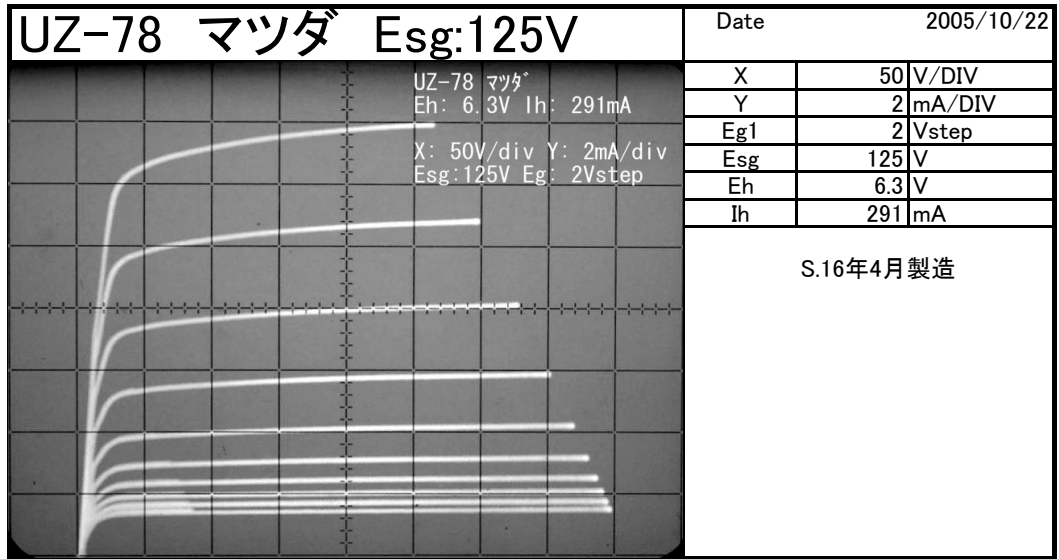 UZ-78 マツダ Esg:125V
Date 2005/10/22
UZ-78 マツダ
Eh: 6.3V Ih: 291mA
X: 50V/div Y: 2mA/div
Esg:125V Eg: 2Vstep
X 50 V/DIV
Y 2 mA/DIV
Eg1 2 Vstep
Esg 125 V
Eh 6.3 V
Ih 291 mA
S.16年4月製造